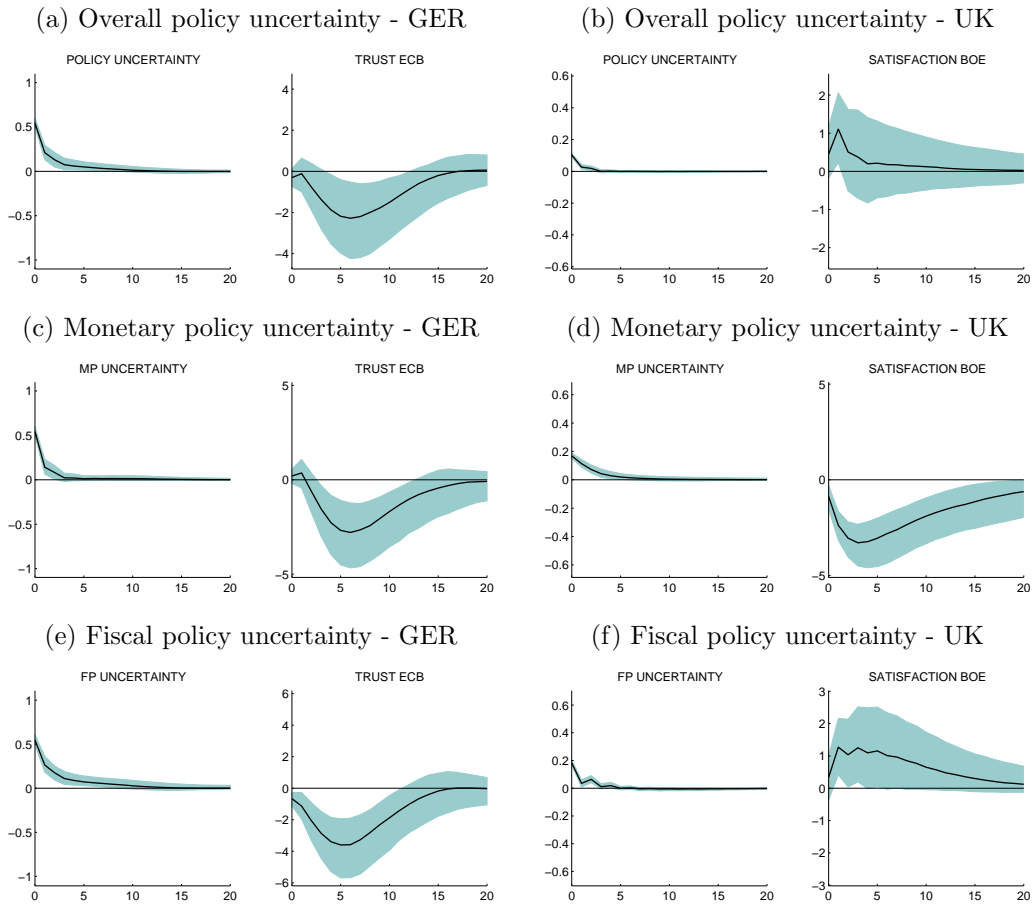 (a) Overall policy uncertainty - GER
POLICY UNCERTAINTY
1
0.5
0
−0.5
−1
0 5 10 15 20
TRUST ECB
4
2
0
−2
−4
0 5 10 15 20
(b) Overall policy uncertainty - UK
POLICY UNCERTAINTY
0.6
0.4
0.2
0
−0.2
−0.4
−0.6
0 5 10 15 20
SATISFACTION BOE
2
1
0
−1
−2
0 5 10 15 20
(c) Monetary policy uncertainty - GER
MP UNCERTAINTY
1
0.5
0
−0.5
−1
0 5 10 15 20
TRUST ECB
5
0
−5
0 5 10 15 20
(d) Monetary policy uncertainty - UK
MP UNCERTAINTY
0.6
0.4
0.2
0
−0.2
−0.4
−0.6
0 5 10 15 20
SATISFACTION BOE
5
0
−5
0 5 10 15 20
(e) Fiscal policy uncertainty - GER
FP UNCERTAINTY
1
0.5
0
−0.5
−1
0 5 10 15 20
TRUST ECB
6
4
2
0
−2
−4
−6
0 5 10 15 20
(f) Fiscal policy uncertainty - UK
FP UNCERTAINTY
0.6
0.4
0.2
0
−0.2
−0.4
−0.6
0 5 10 15 20
SATISFACTION BOE
3
2
1
0
−1
−2
−3
0 5 10 15 20